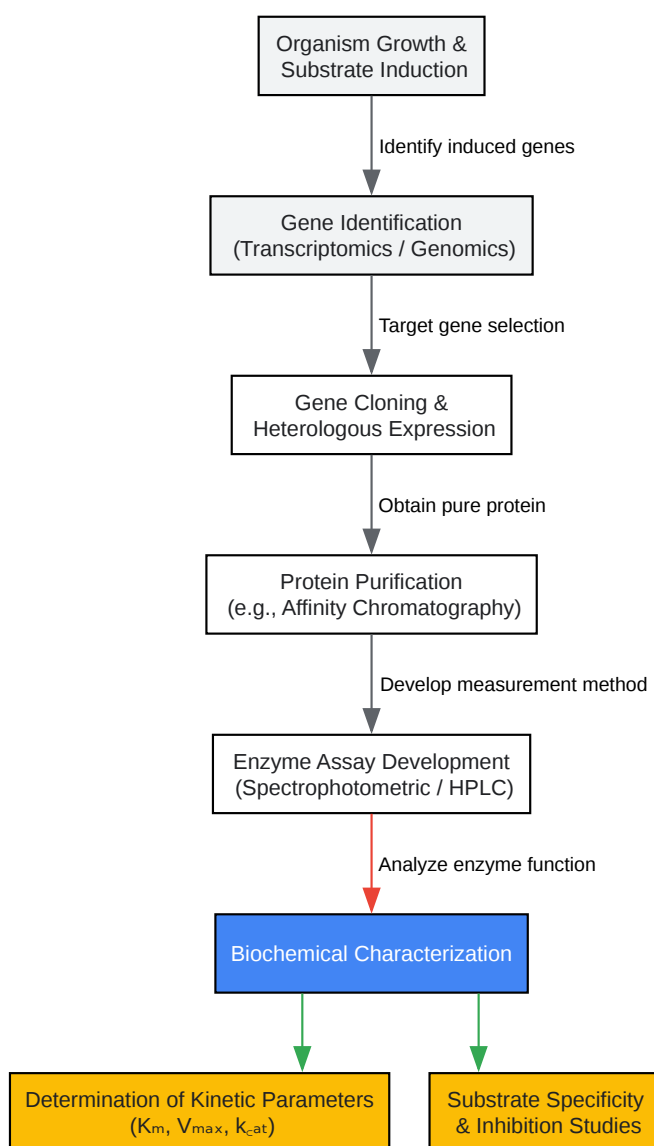 Organism Growth &
Substrate Induction
Identify induced genes
Gene Identification
(Transcriptomics / Genomics)
Target gene selection
Gene Cloning &
Heterologous Expression
Obtain pure protein
Protein Purification
(e.g., Affinity Chromatography)
Develop measurement method
Enzyme Assay Development
(Spectrophotometric / HPLC)
Analyze enzyme function
Biochemical Characterization
Determination of Kinetic Parameters
(Kₘ, Vₘₐₓ, k꜀ₐₜ)
Substrate Specificity
& Inhibition Studies